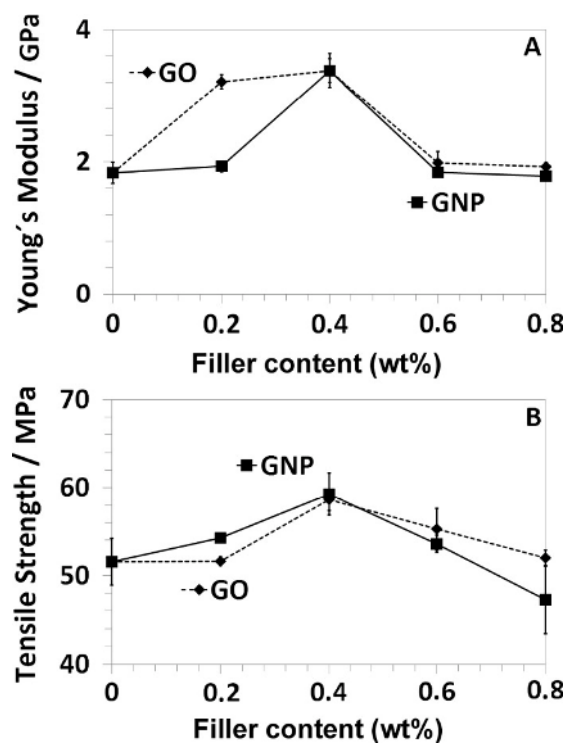 4
A
GO
Young´s Modulus / GPa
2
GNP
0
0 0.2 0.4 0.6 0.8
Filler content (wt%)
70
B
GNP
60
Tensile Strength / MPa
50
GO
40
0 0.2 0.4 0.6 0.8
Filler content (wt%)